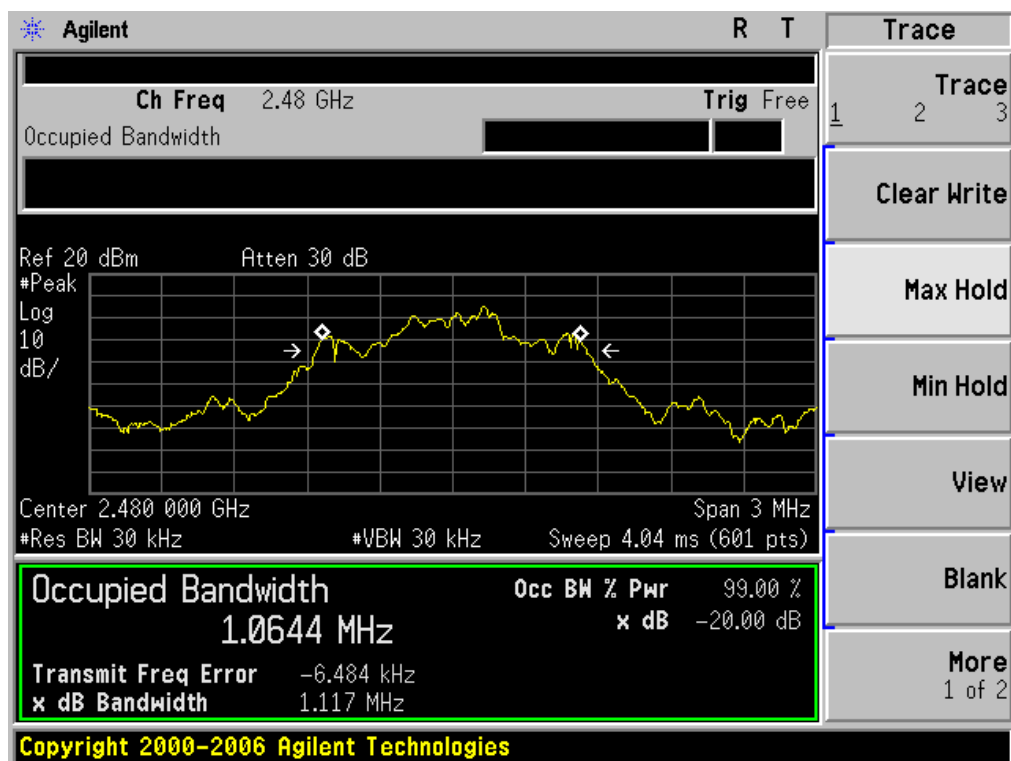 Agilent R T
Ch Freq 2.48 GHz Trig Free
Occupied Bandwidth
Ref 20 dBm Atten 30 dB
#Peak
Log
10
dB/
Center 2.480 000 GHz Span 3 MHz
#Res BW 30 kHz #VBW 30 kHz Sweep 4.04 ms (601 pts)
Occupied Bandwidth
1.0644 MHz
Occ BW % Pwr 99.00 %
x dB -20.00 dB
Transmit Freq Error -6.484 kHz
x dB Bandwidth 1.117 MHz
Copyright 2000-2006 Agilent Technologies
Trace
Trace
1 2 3
Clear Write
Max Hold
Min Hold
View
Blank
More
1 of 2